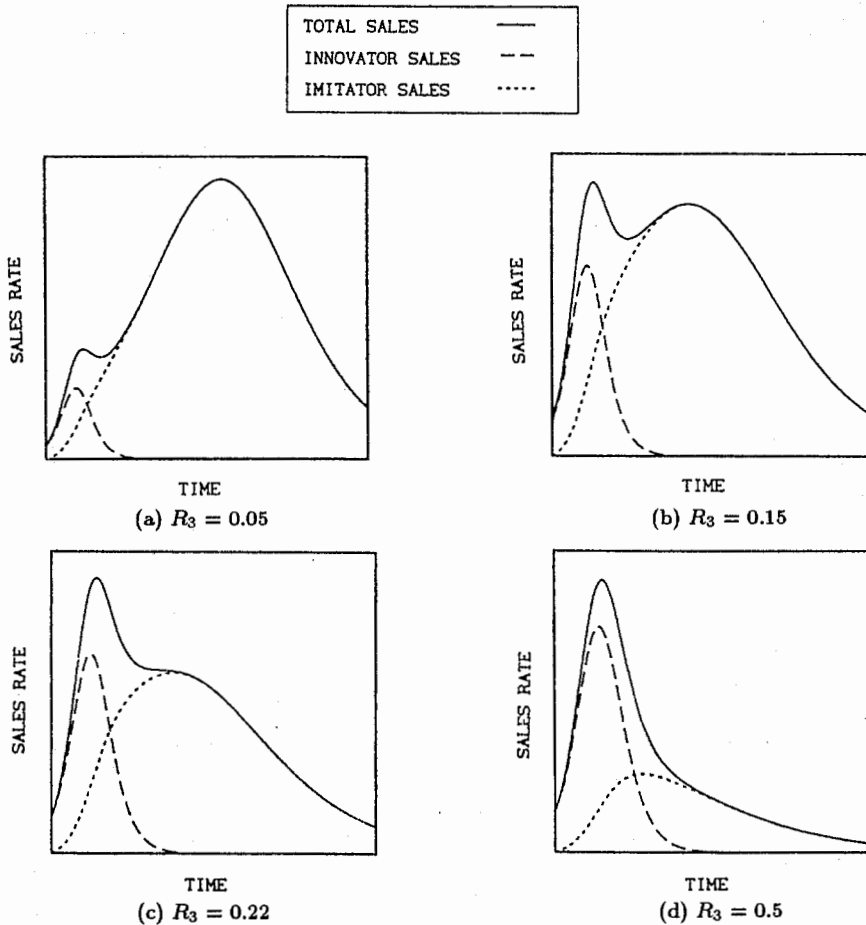 TOTAL SALES
INNOVATOR SALES
IMITATOR SALES
SALES RATE
TIME
(a) R₃ = 0.05
SALES RATE
TIME
(b) R₃ = 0.15
SALES RATE
TIME
(c) R₃ = 0.22
SALES RATE
TIME
(d) R₃ = 0.5